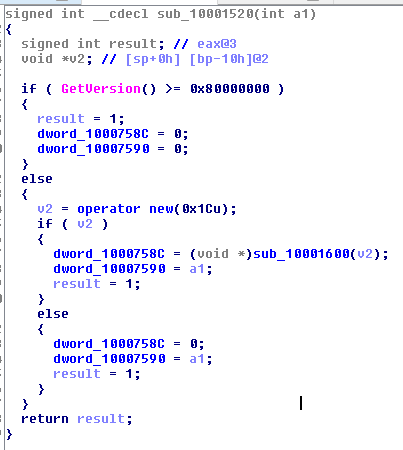 signed int __cdecl sub_10001520(int a1)
{
signed int result; // eax@3
void *v2; // [sp+0h] [bp-10h]@2
if ( GetVersion() >= 0x80000000 )
{
result = 1;
dword_1000758C = 0;
dword_10007590 = 0;
}
else
{
v2 = operator new(0x1Cu);
if ( v2 )
{
dword_1000758C = (void *)sub_10001600(v2);
dword_10007590 = a1;
result = 1;
}
else
{
dword_1000758C = 0;
dword_10007590 = a1;
result = 1;
}
}
return result;
}